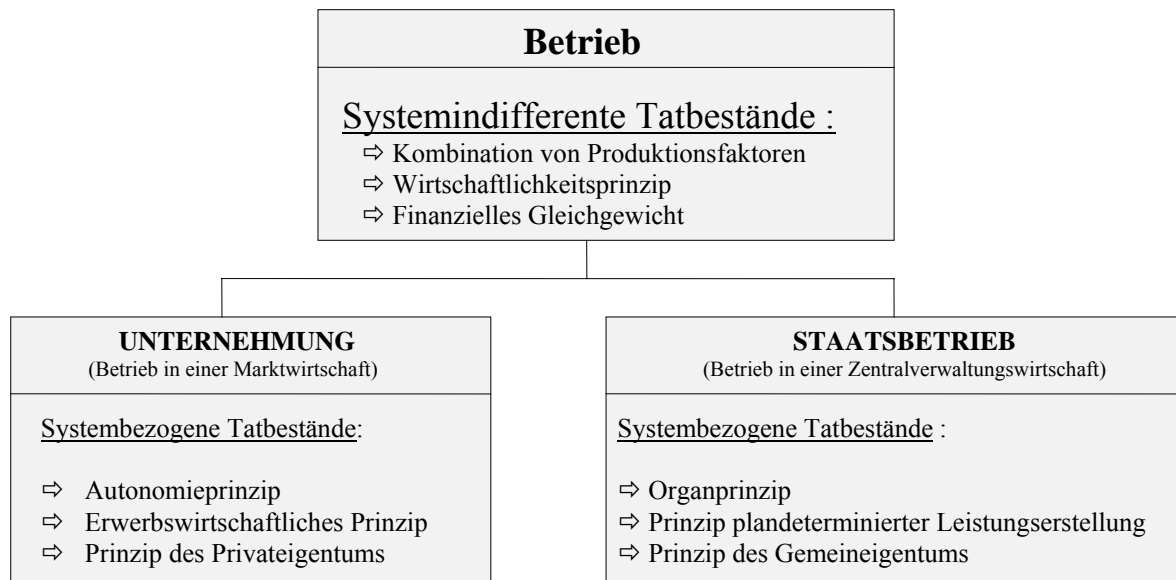 Betrieb
Systemindifferente Tatbestände :
⇨ Kombination von Produktionsfaktoren
⇨ Wirtschaftlichkeitsprinzip
⇨ Finanzielles Gleichgewicht
UNTERNEHMUNG
(Betrieb in einer Marktwirtschaft)
Systembezogene Tatbestände:
⇨ Autonomieprinzip
⇨ Erwerbswirtschaftliches Prinzip
⇨ Prinzip des Privateigentums
STAATSBETRIEB
(Betrieb in einer Zentralverwaltungswirtschaft)
Systembezogene Tatbestände :
⇨ Organprinzip
⇨ Prinzip plandeterminierter Leistungserstellung
⇨ Prinzip des Gemeineigentums